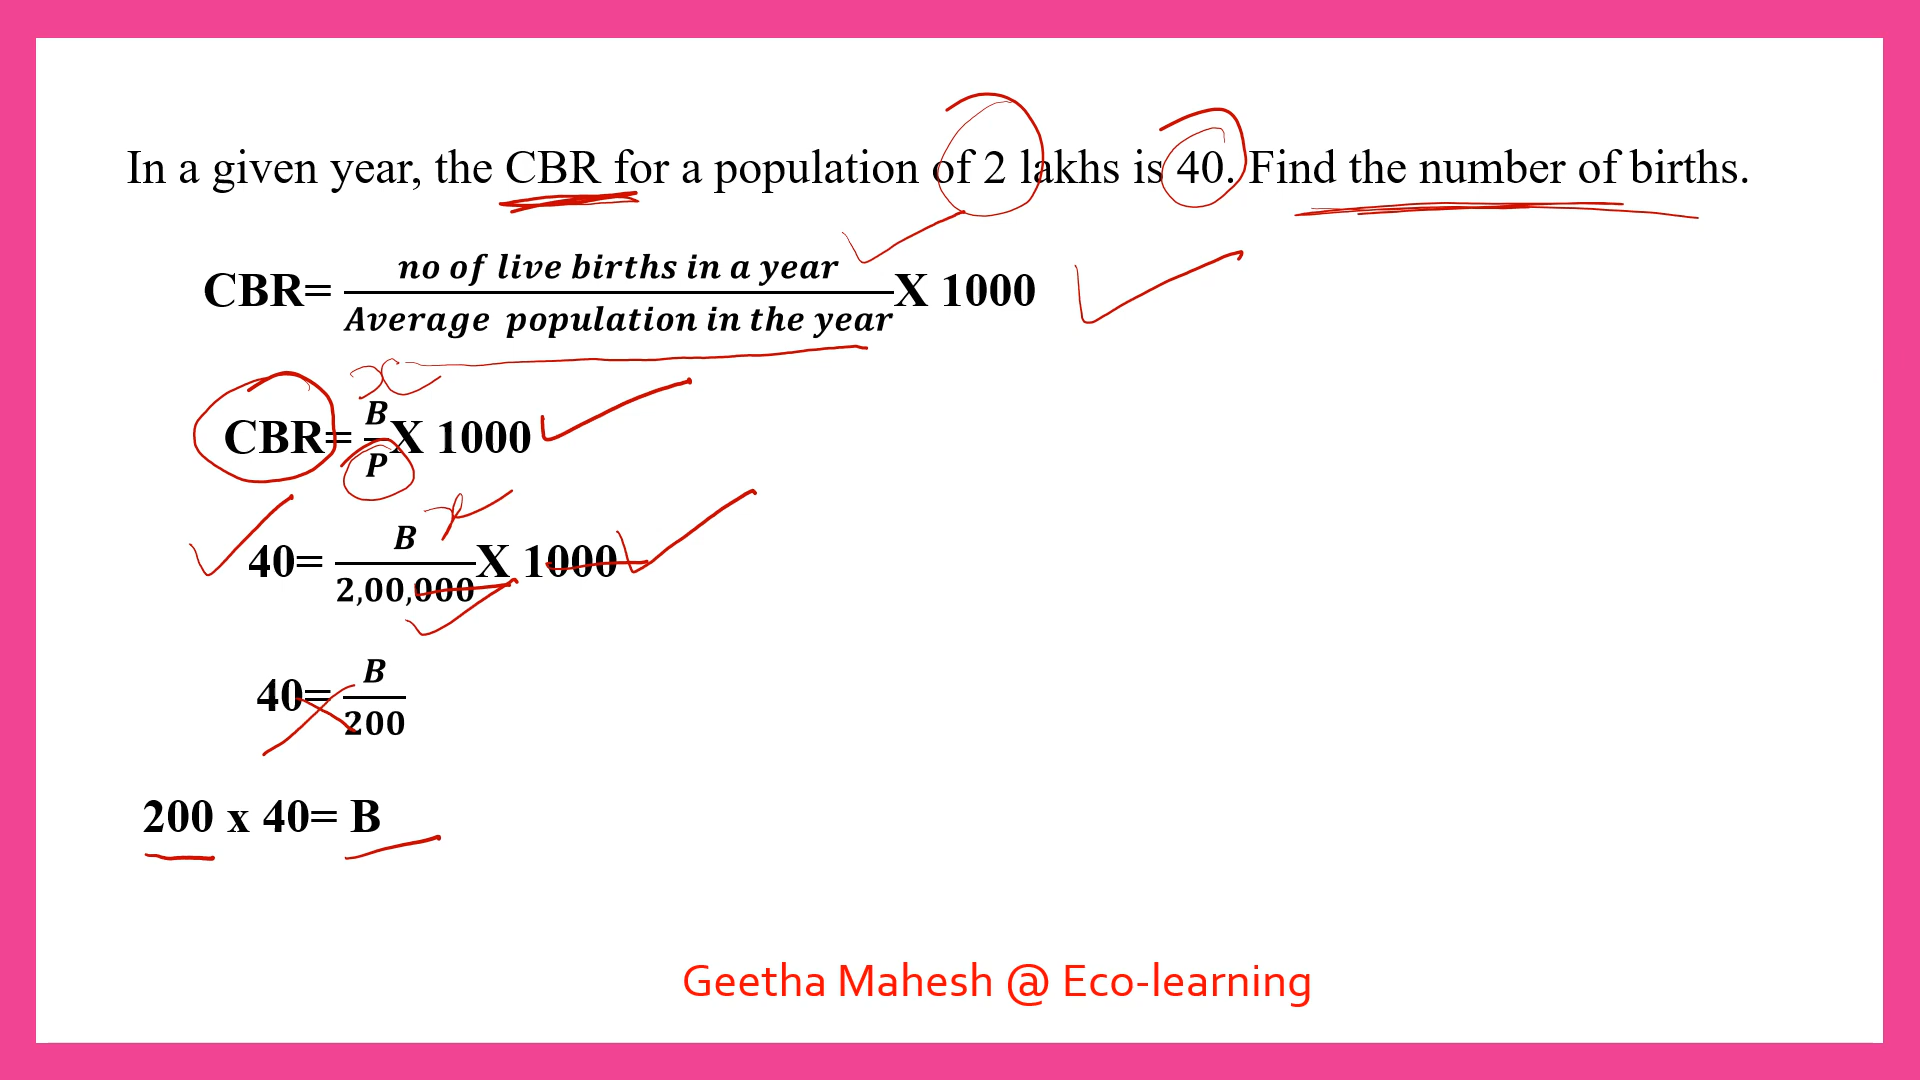 In a given year, the CBR for a population of 2 lakhs is 40. Find the number of births.
CBR= no of live births in a year / Average population in the year X 1000
CBR= B/P X 1000
40= B/2,00,000 X 1000
40= B/200
200 x 40= B
Geetha Mahesh @ Eco-learning